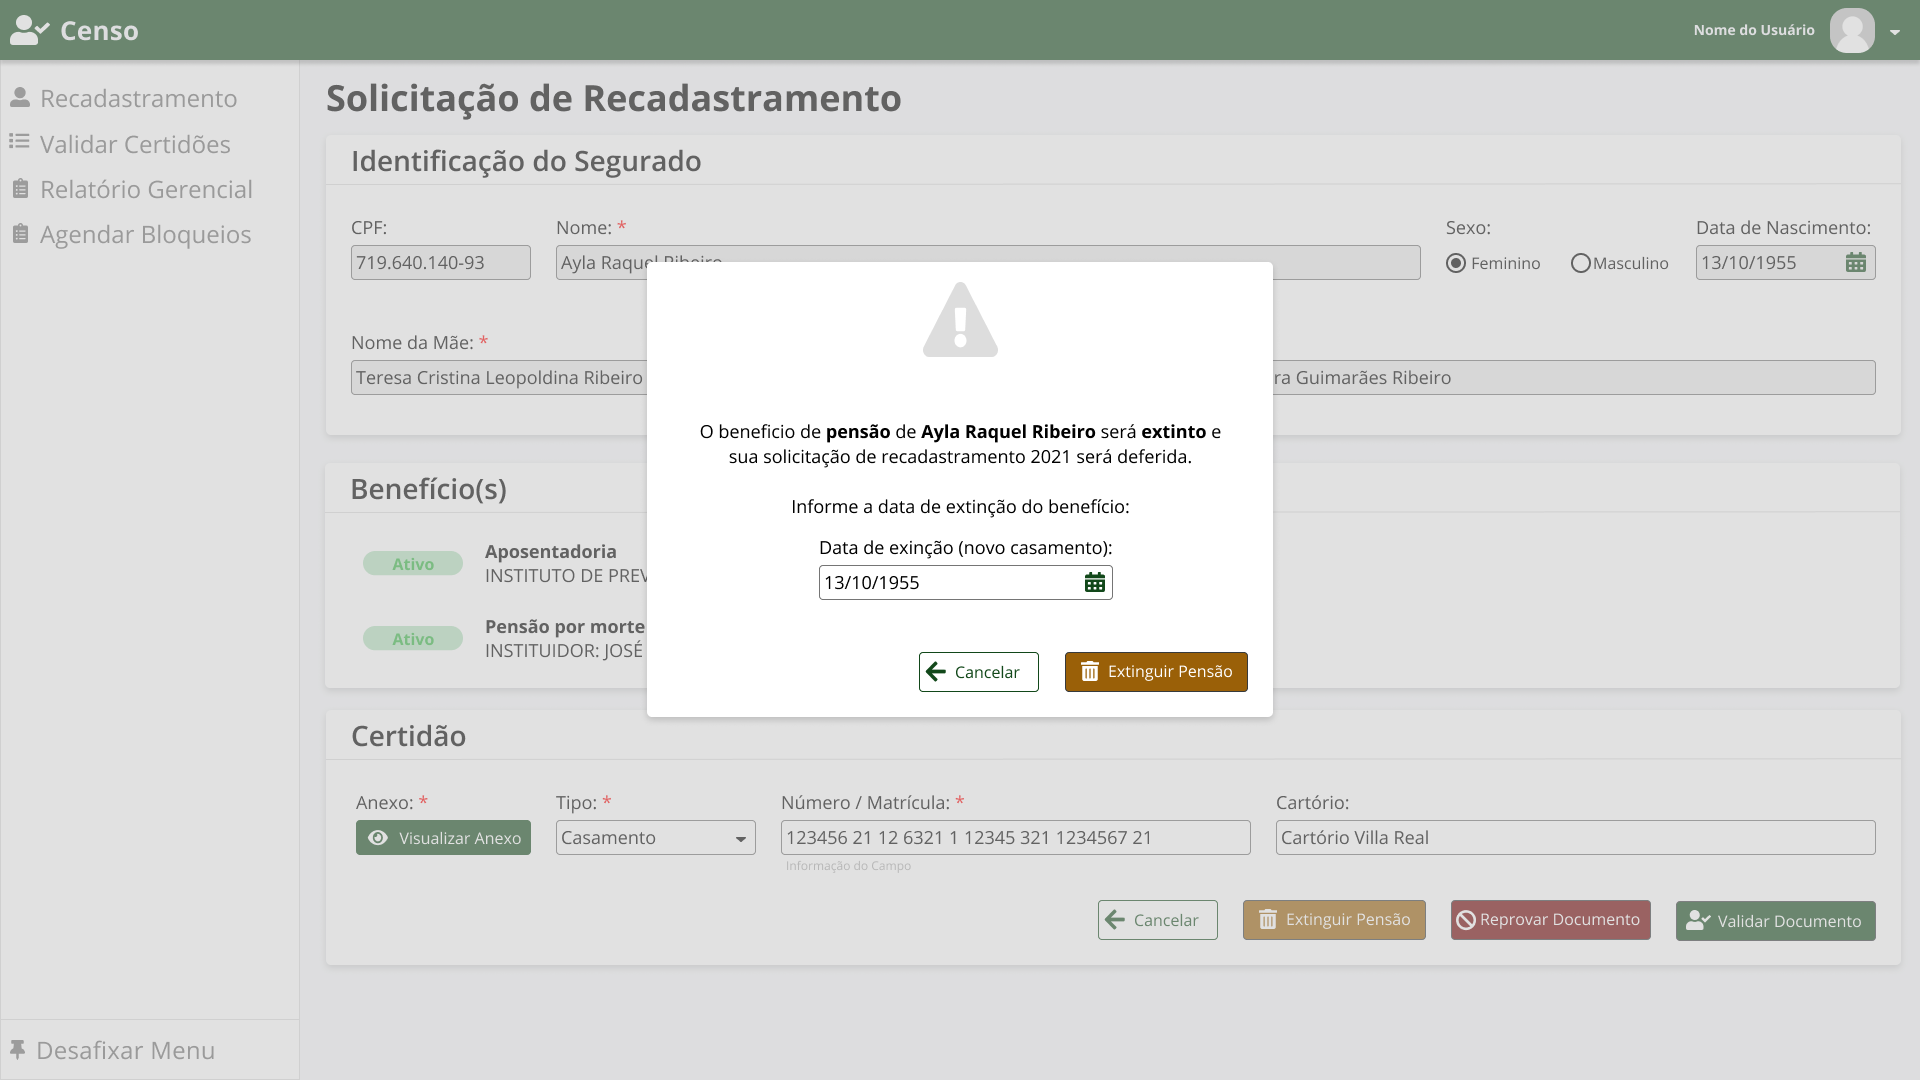 Censo
Nome do Usuário
Recadastramento
Validar Certidões
Relatório Gerencial
Agendar Bloqueios
Desafixar Menu
Solicitação de Recadastramento
Identificação do Segurado
CPF:
719.640.140-93
Nome: *
Ayla Raquel Ribeiro
Sexo:
Feminino
Masculino
Data de Nascimento:
13/10/1955
Nome da Mãe: *
Teresa Cristina Leopoldina Ribeiro
Guimarães Ribeiro
O beneficio de pensão de Ayla Raquel Ribeiro será extinto e
sua solicitação de recadastramento 2021 será deferida.
Informe a data de extinção do benefício:
Data de exinção (novo casamento):
13/10/1955
Cancelar
Extinguir Pensão
Benefício(s)
Ativo
Aposentadoria
INSTITUTO DE
Ativo
Pensão por morte
INSTITUIDOR: JOSÉ
Certidão
Anexo: *
Visualizar Anexo
Tipo: *
Casamento
Número / Matrícula: *
123456 21 12 6321 1 12345 321 1234567 21
Informação do Campo
Cartório:
Cartório Villa Real
Cancelar
Extinguir Pensão
Reprovar Documento
Validar Documento